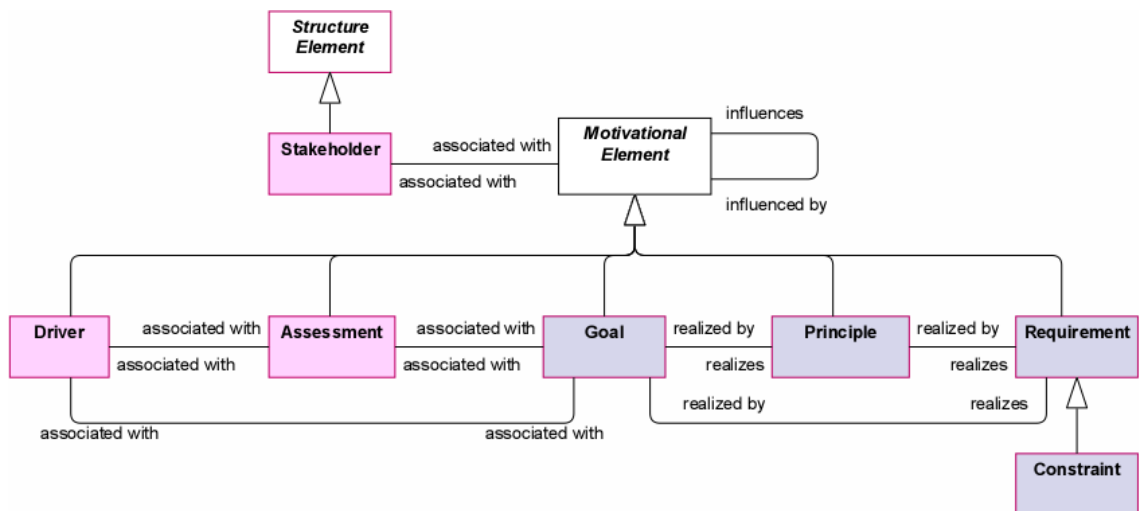 Structure
Element
Stakeholder
associated with
associated with
Motivational
Element
influences
influenced by
Driver
associated with
associated with
Assessment
associated with
associated with
Goal
realized by
realizes
Principle
realized by
realizes
Requirement
associated with
associated with
realized by
realizes
Constraint